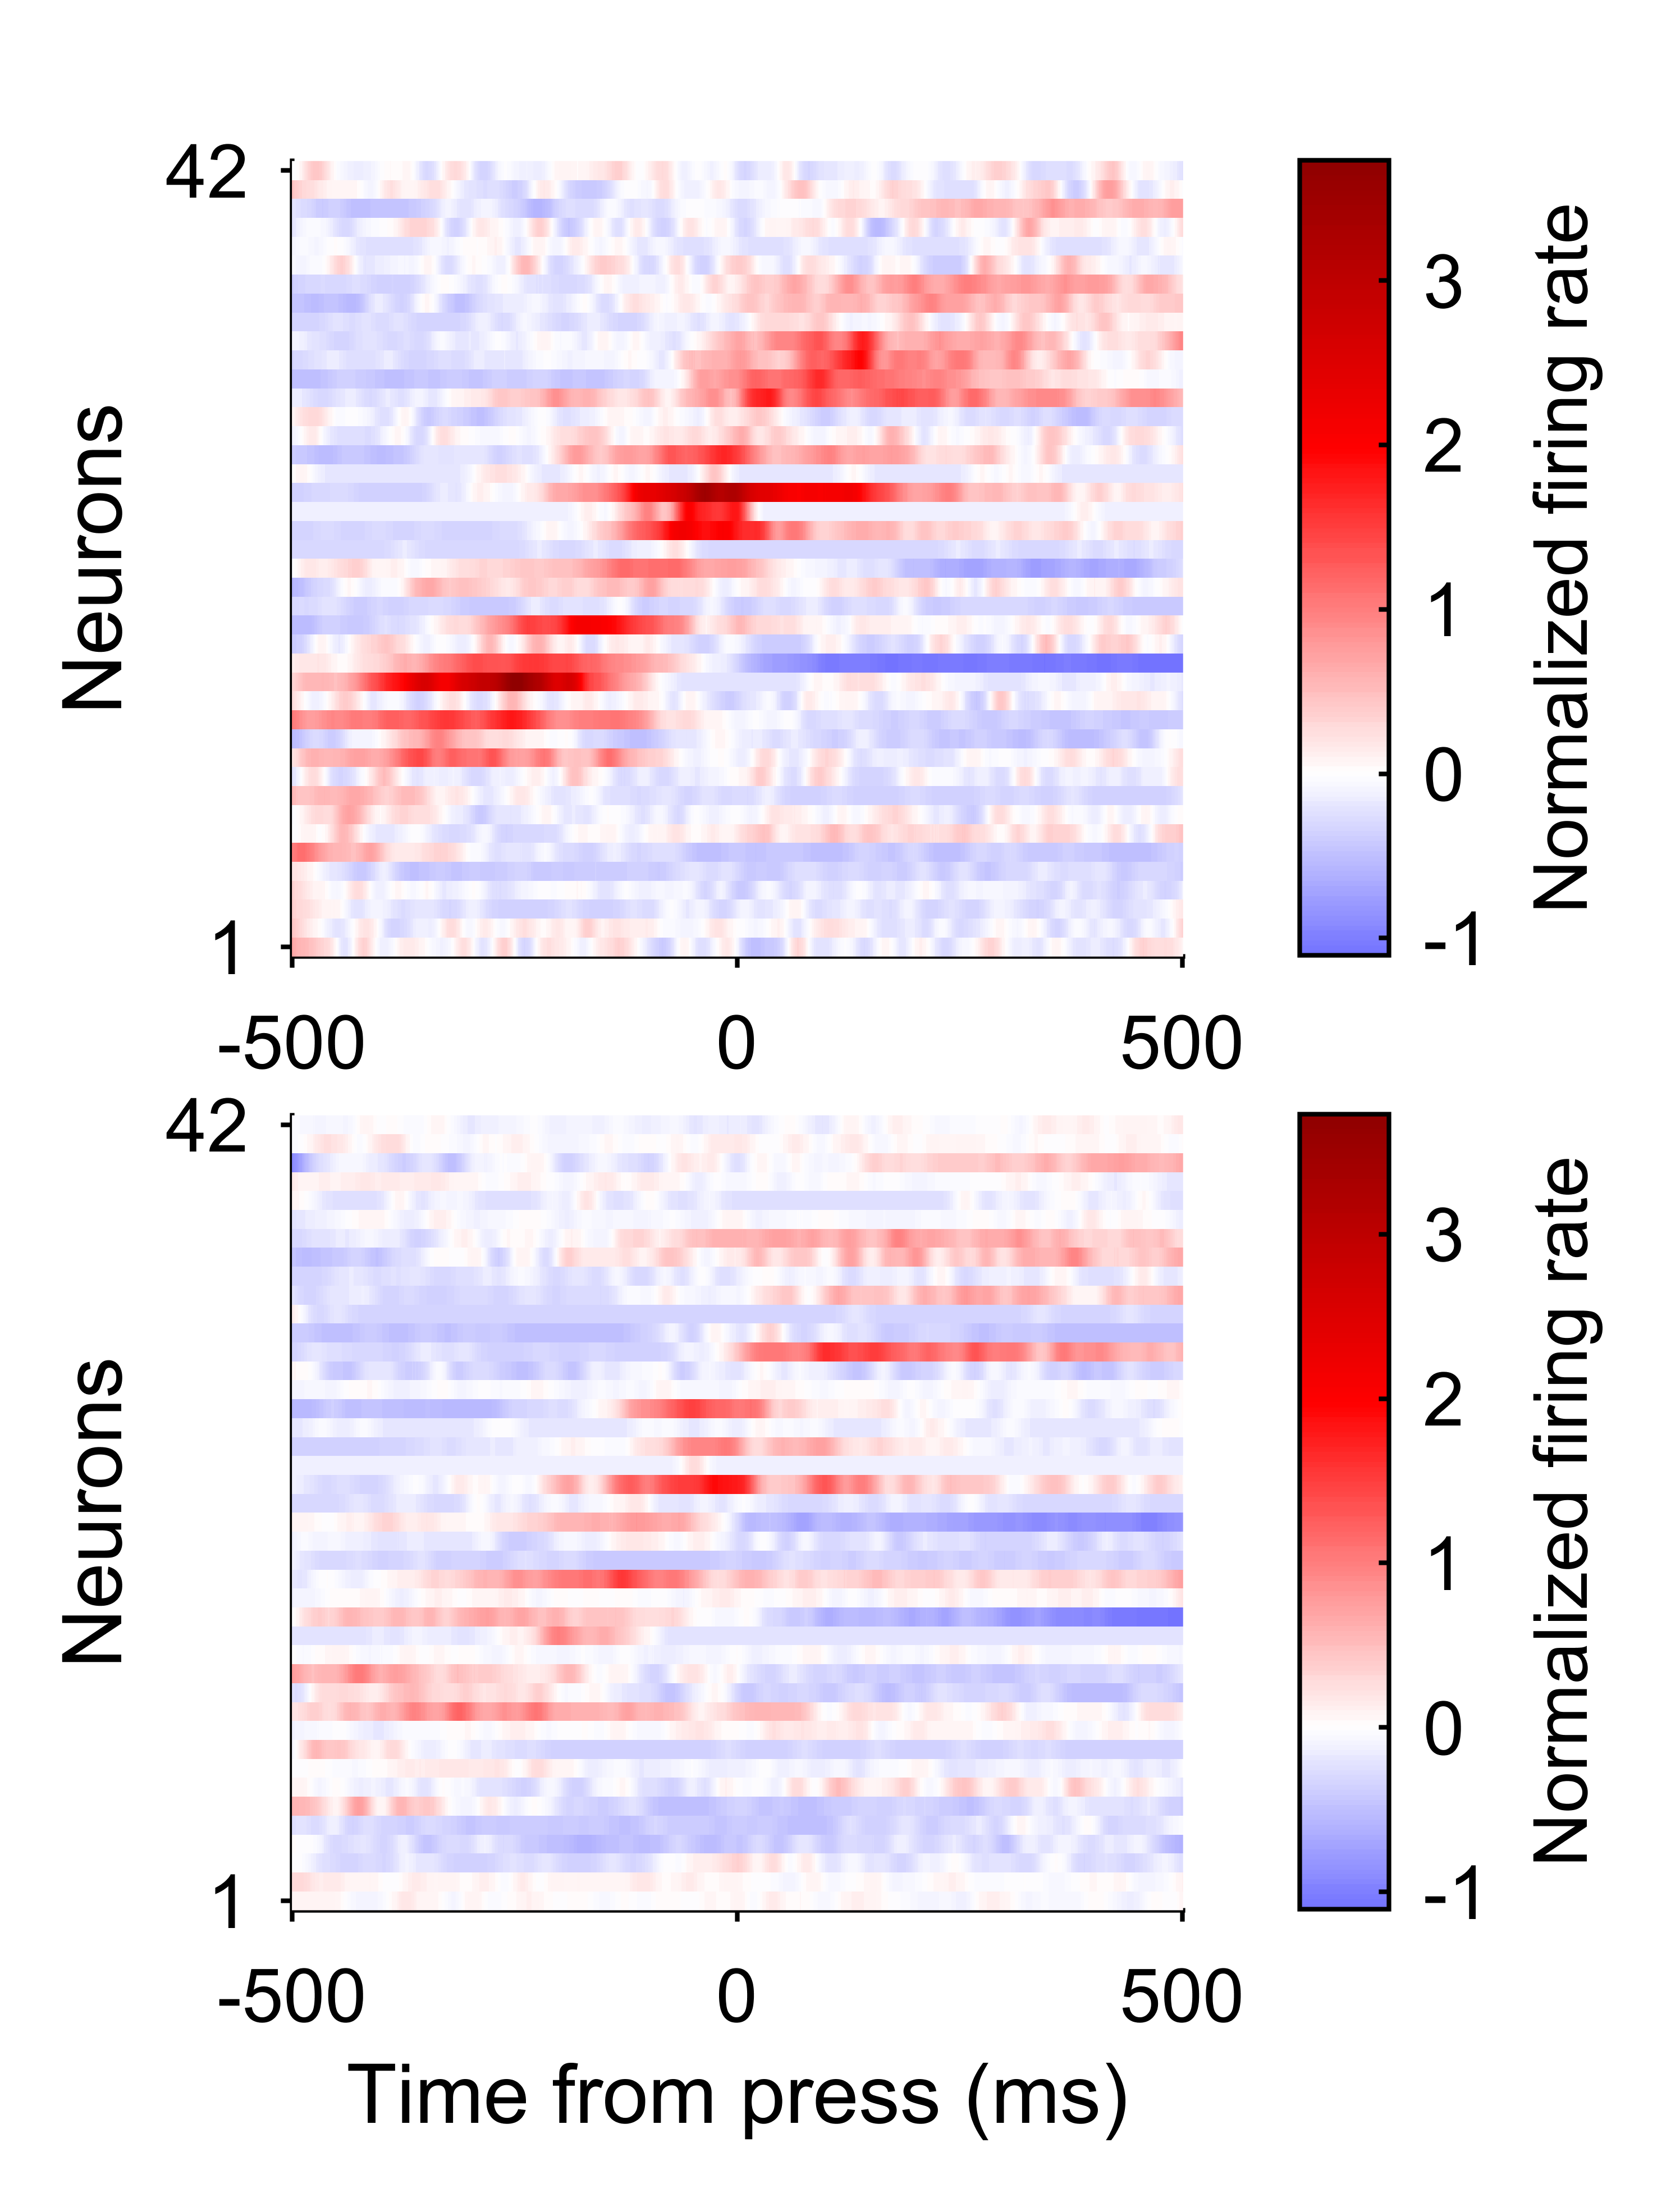 42
Neurons
1
-500 0 500
3
2
1
0
-1
Normalized firing rate
42
Neurons
1
-500 0 500
Time from press (ms)
3
2
1
0
-1
Normalized firing rate